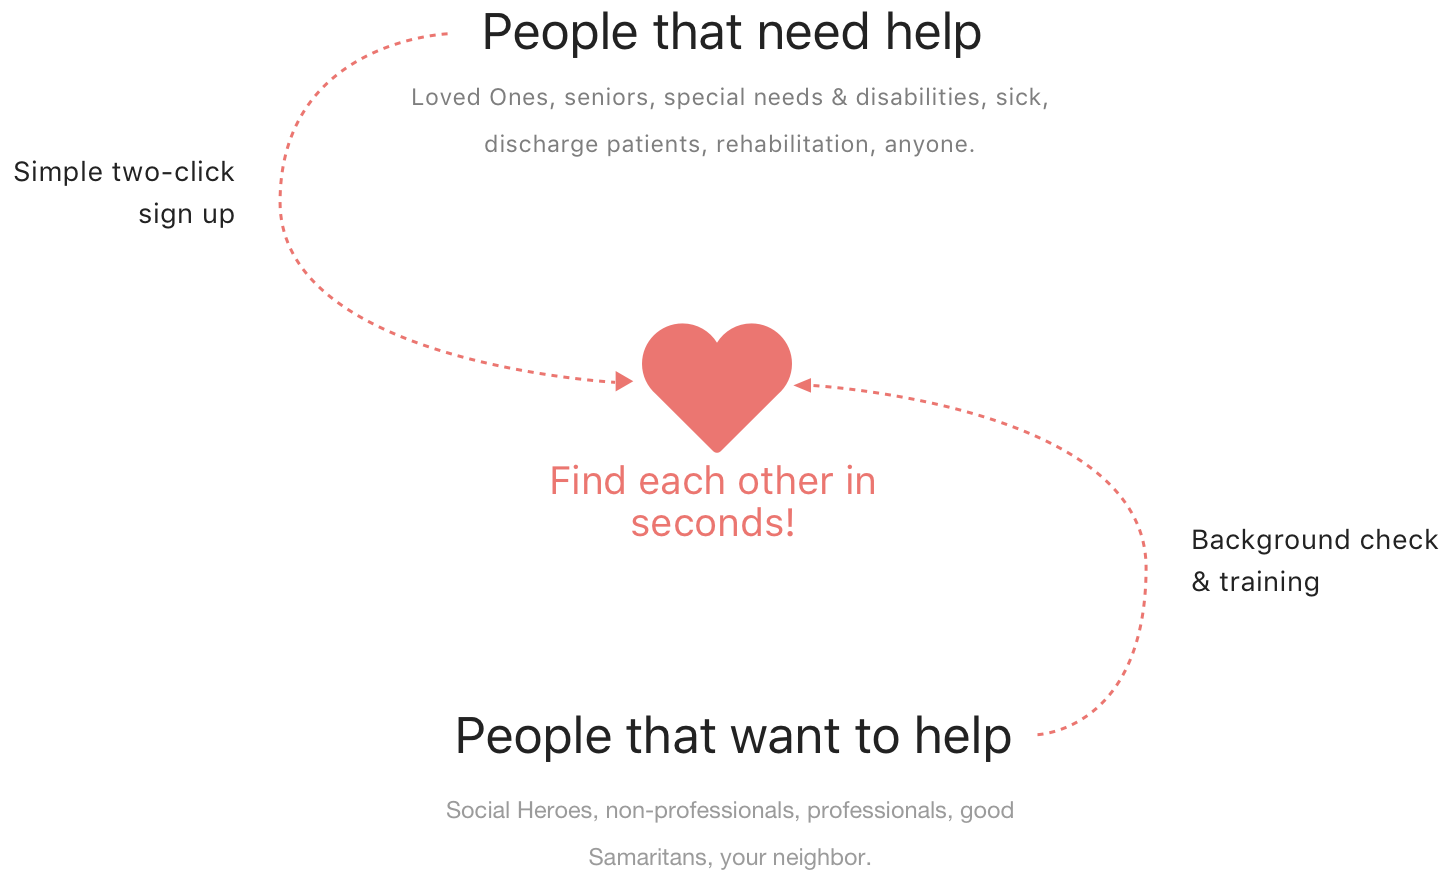 People that need help
Loved Ones, seniors, special needs & disabilities, sick,
discharge patients, rehabilitation, anyone.
Simple two-click
sign up
Find each other in
seconds!
Background check
& training
People that want to help
Social Heroes, non-professionals, professionals, good
Samaritans, your neighbor.